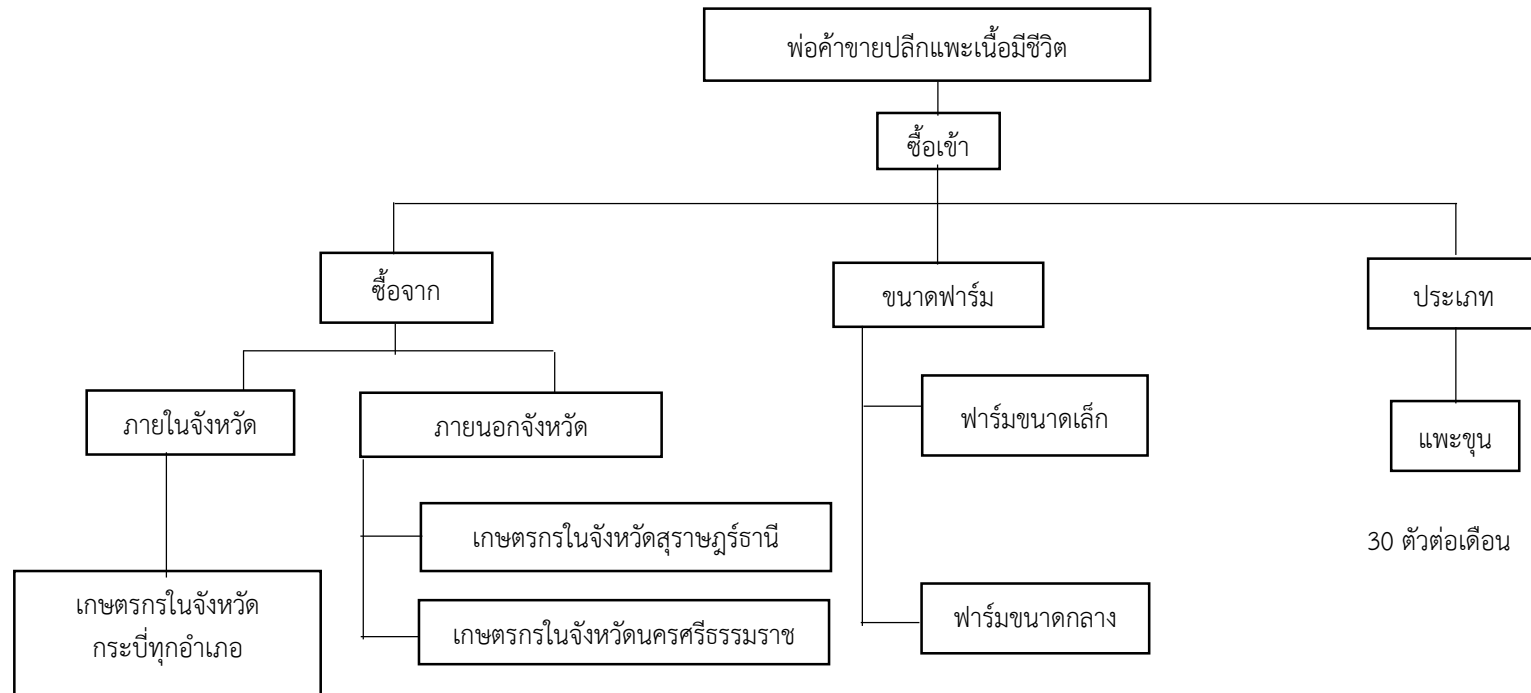 พ่อค้าขายปลีกแพะเนื้อมีชีวิต
ซื้อเข้า
ซื้อจาก
ขนาดฟาร์ม
ประเภท
ภายในจังหวัด
ภายนอกจังหวัด
ฟาร์มขนาดเล็ก
แพะขุน
เกษตรกรในจังหวัดสุราษฎร์ธานี
30 ตัวต่อเดือน
เกษตรกรในจังหวัด
กระบี่ทุกอำเภอ
เกษตรกรในจังหวัดนครศรีธรรมราช
ฟาร์มขนาดกลาง